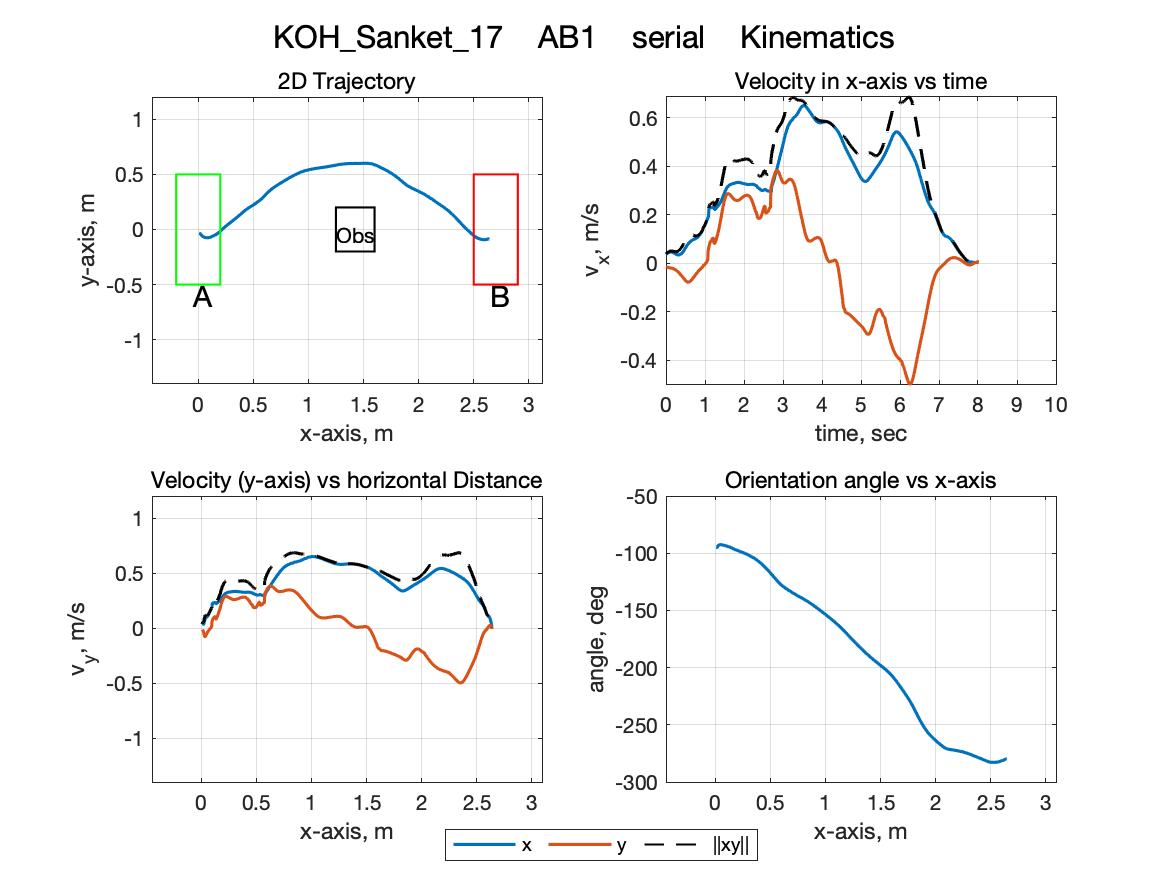 KOH_Sanket_17 AB1 serial Kinematics
2D Trajectory
1
0.5
0
-0.5
-1
y-axis, m
A
Obs
B
0 0.5 1 1.5 2 2.5 3
x-axis, m
Velocity in x-axis vs time
0.6
0.4
0.2
0
-0.2
-0.4
vx, m/s
0 1 2 3 4 5 6 7 8 9 10
time, sec
Velocity (y-axis) vs horizontal Distance
1
0.5
0
-0.5
-1
vy, m/s
0 0.5 1 1.5 2 2.5 3
x-axis, m
Orientation angle vs x-axis
-50
-100
-150
-200
-250
-300
angle, deg
0 0.5 1 1.5 2 2.5 3
x-axis, m
x y ||xy||